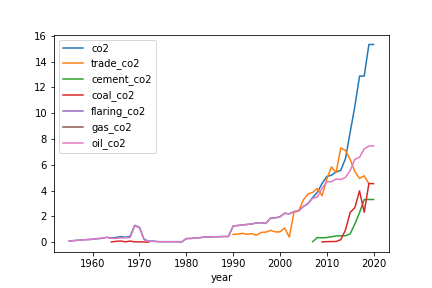 16
14
12
10
8
6
4
2
0
co2
trade_co2
cement_co2
coal_co2
flaring_co2
gas_co2
oil_co2
1960 1970 1980 1990 2000 2010 2020
year